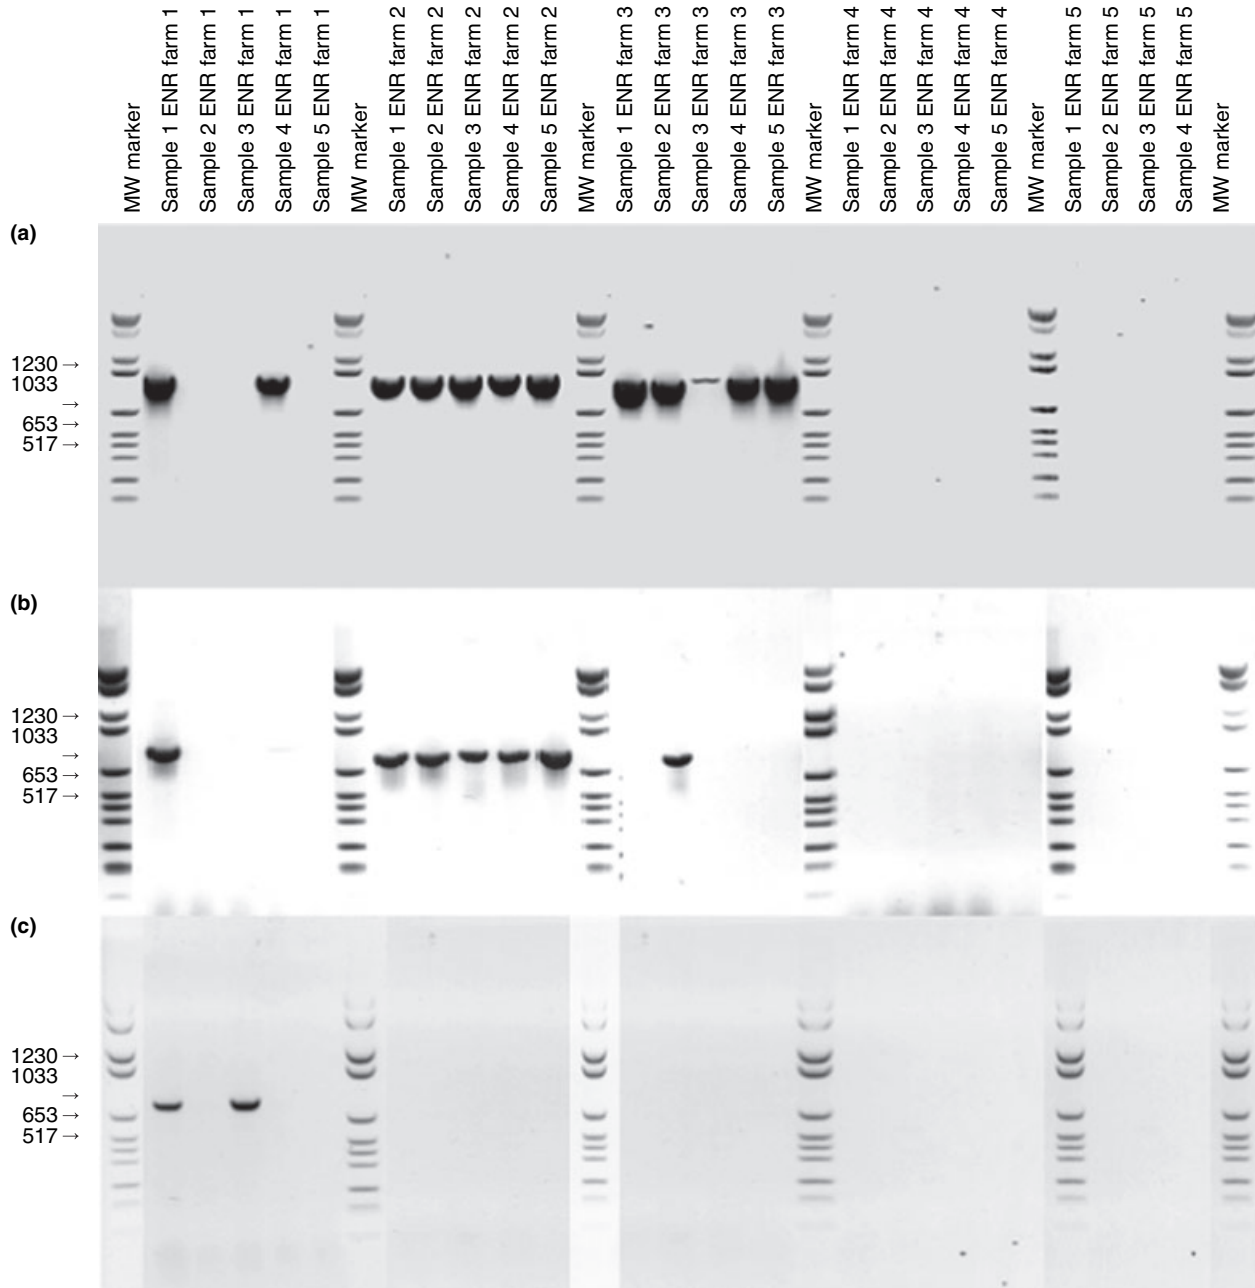 MW marker
Sample 1 ENR farm 1
Sample 2 ENR farm 1
Sample 3 ENR farm 1
Sample 4 ENR farm 1
Sample 5 ENR farm 1
MW marker
Sample 1 ENR farm 2
Sample 2 ENR farm 2
Sample 3 ENR farm 2
Sample 4 ENR farm 2
Sample 5 ENR farm 2
MW marker
Sample 1 ENR farm 3
Sample 2 ENR farm 3
Sample 3 ENR farm 3
Sample 4 ENR farm 3
Sample 5 ENR farm 3
MW marker
Sample 1 ENR farm 4
Sample 2 ENR farm 4
Sample 3 ENR farm 4
Sample 4 ENR farm 4
Sample 5 ENR farm 4
MW marker
Sample 1 ENR farm 5
Sample 2 ENR farm 5
Sample 3 ENR farm 5
Sample 4 ENR farm 5
MW marker
(a)
1230 →
1033
→
653 →
517 →
(b)
1230 →
1033
→
653 →
517 →
(c)
1230 →
1033
→
653 →
517 →